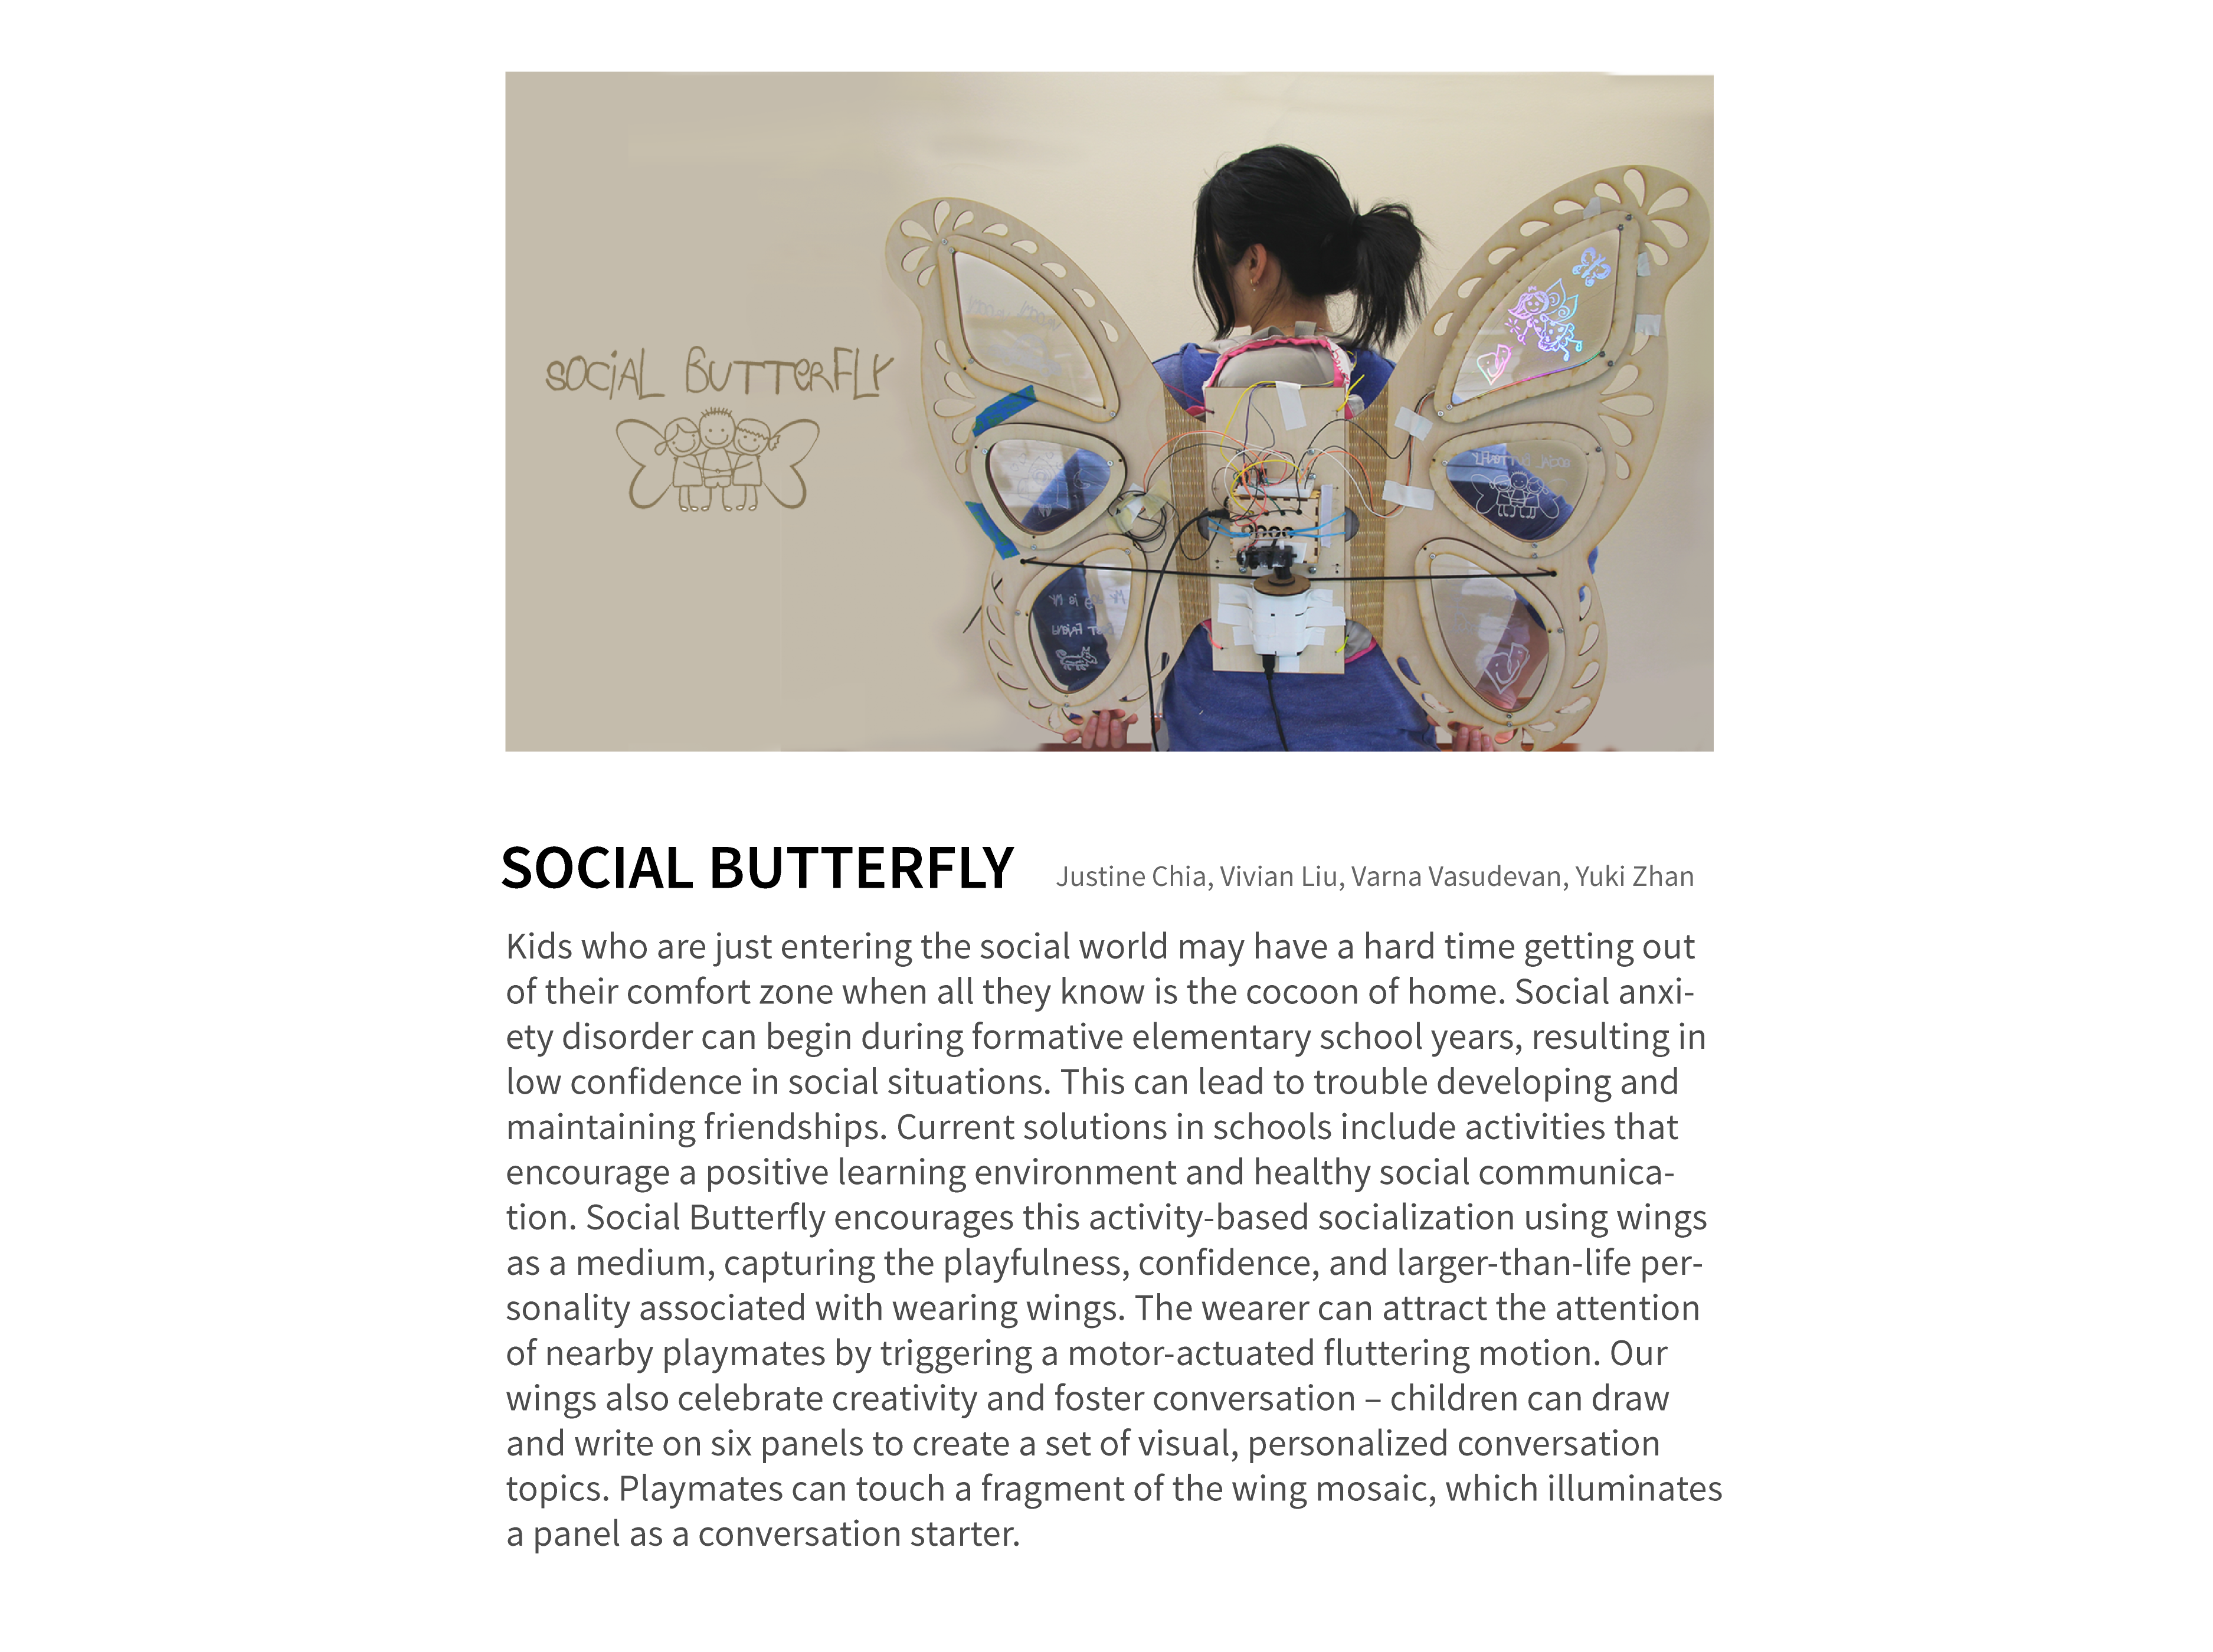 SOCIAL BUTTERFLY
SOCIAL BUTTERFLY
Justine Chia, Vivian Liu, Varna Vasudevan, Yuki Zhan
Kids who are just entering the social world may have a hard time getting out
of their comfort zone when all they know is the cocoon of home. Social anxi-
ety disorder can begin during formative elementary school years, resulting in
low confidence in social situations. This can lead to trouble developing and
maintaining friendships. Current solutions in schools include activities that
encourage a positive learning environment and healthy social communica-
tion. Social Butterfly encourages this activity-based socialization using wings
as a medium, capturing the playfulness, confidence, and larger-than-life per-
sonality associated with wearing wings. The wearer can attract the attention
of nearby playmates by triggering a motor-actuated fluttering motion. Our
wings also celebrate creativity and foster conversation – children can draw
and write on six panels to create a set of visual, personalized conversation
topics. Playmates can touch a fragment of the wing mosaic, which illuminates
a panel as a conversation starter.